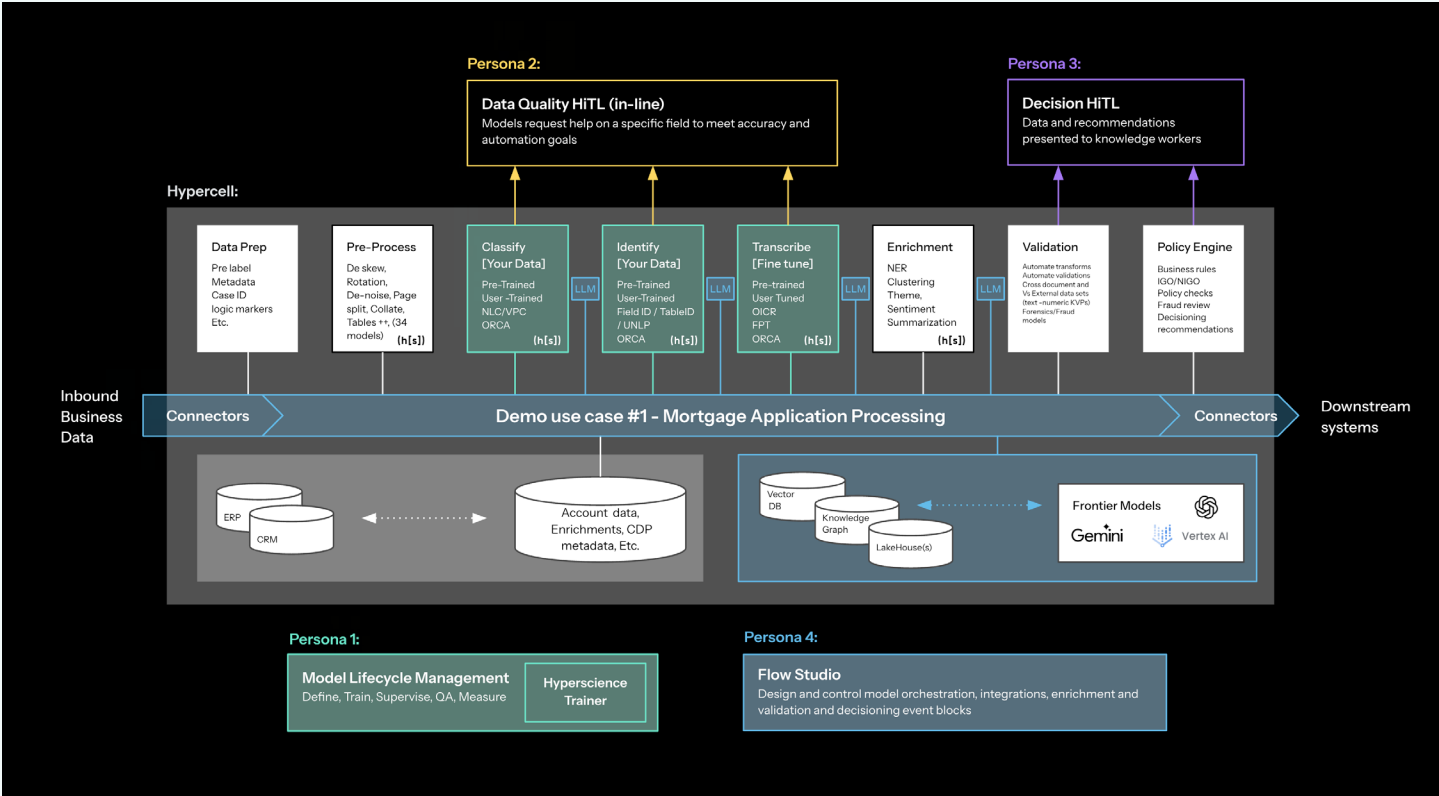 Persona 2:
Data Quality HiTL (in-line)
Models request help on a specific field to meet accuracy and
automation goals
Persona 3:
Decision HiTL
Data and recommendations
presented to knowledge workers
Hypercell:
Data Prep
Pre label
Metadata
Case ID
logic markers
Etc.
Pre-Process
De skew,
Rotation,
De-noise, Page
split, Collate,
Tables ++, (34
models)
(h[s])
Classify
[Your Data]
Pre-Trained
User -Trained
NLC/VPC
ORCA
(h[s])
LLM
Identify
[Your Data]
Pre-Trained
User-Trained
Field ID / TableID
/ UNLP
ORCA
(h[s])
LLM
Transcribe
[Fine tune]
Pre-trained
User Tuned
OICR
FPT
ORCA
(h[s])
LLM
Enrichment
NER
Clustering
Theme,
Sentiment
Summarization
(h[s])
LLM
Validation
Automate transforms
Automate validations
Cross document and
Vs External data sets
(text -numeric KVPs)
Forensics/Fraud
models
Policy Engine
Business rules
IGO/NIGO
Policy checks
Fraud review
Decisioning
recommendations
Inbound
Business
Data
Connectors
Demo use case #1 - Mortgage Application Processing
Connectors
Downstream
systems
ERP
CRM
Account data,
Enrichments, CDP
metadata, Etc.
Vector
DB
Knowledge
Graph
LakeHouse(s)
Frontier Models
Gemini
Vertex AI
Persona 1:
Model Lifecycle Management
Define, Train, Supervise, QA, Measure
Hyperscience
Trainer
Persona 4:
Flow Studio
Design and control model orchestration, integrations, enrichment and
validation and decisioning event blocks